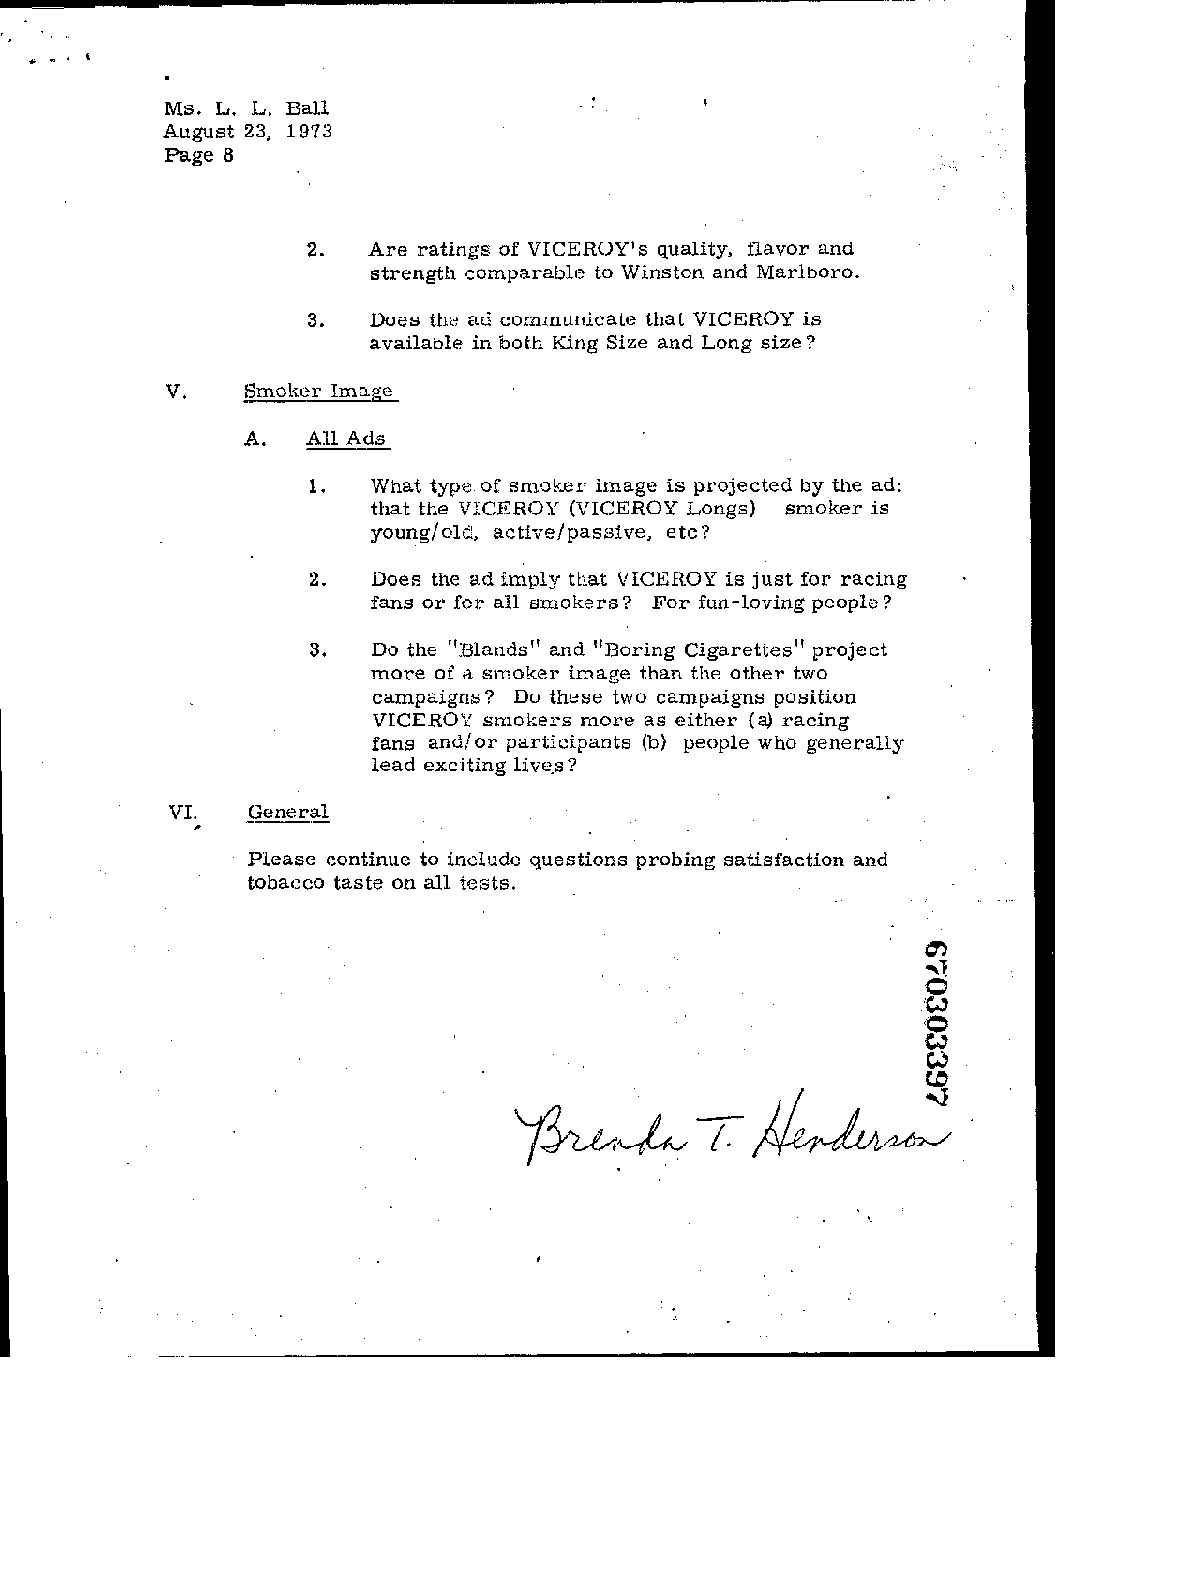 Ms. L. L. Ball
August 23, 1973
Page 8
2. Are ratings of VICEROY's quality, flavor and
strength comparable to Winston and Marlboro.
3. Does the ad communicate that VICEROY is
available in both King Size and Long size?
V. Smoker Image
A. All Ads
1. What type of smoker image is projected by the ad:
that the VICEROY (VICEROY Longs) smoker is
young/old, active/passive, etc?
2. Does the ad imply that VICEROY is just for racing
fans or for all smokers? For fun-loving people?
3. Do the "Blands" and "Boring Cigarettes" project
more of a smoker image than the other two
campaigns? Do these two campaigns position
VICEROY smokers more as either (a) racing
fans and/or participants (b) people who generally
lead exciting lives?
VI. General
Please continue to include questions probing satisfaction and
tobacco taste on all tests.
670303397
Brenda T. Henderson